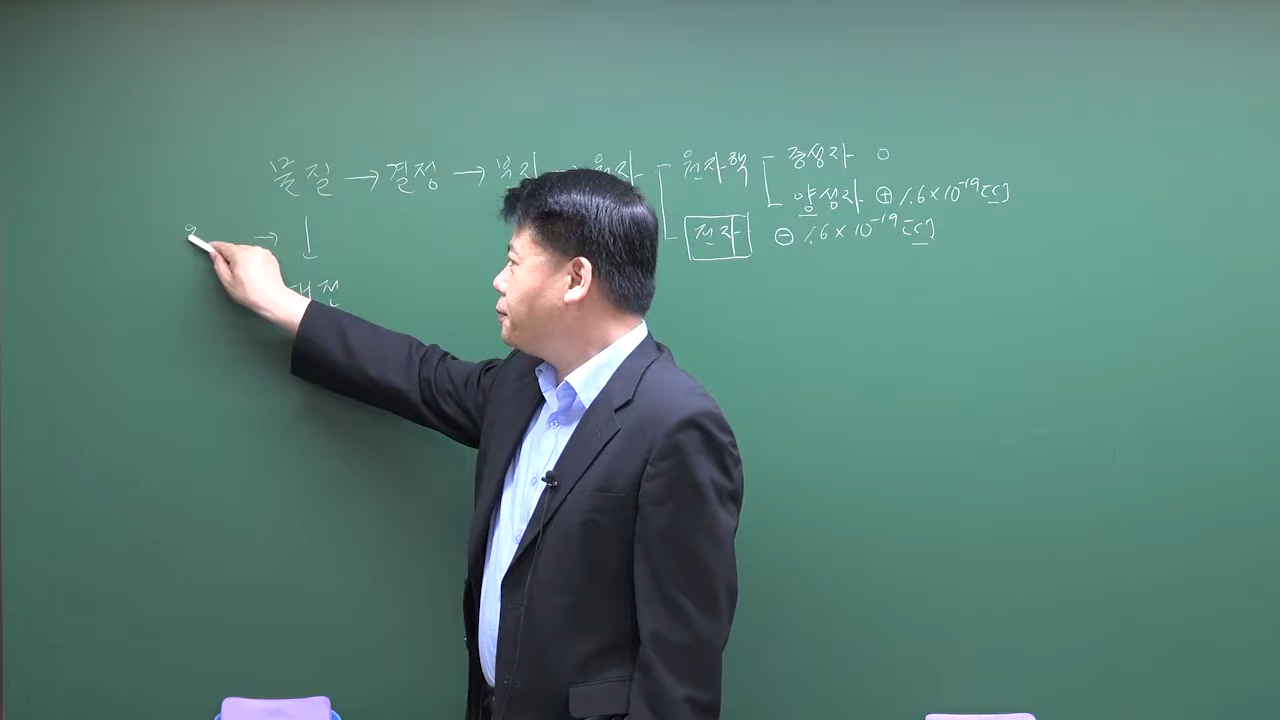 물질 → 결정 → 분자 → 원자 원자핵 중성자 0
양성자 ⊕ 1.6×10⁻¹⁹[C]
전자 ⊖ 1.6×10⁻¹⁹[C]
→ ↓
대전